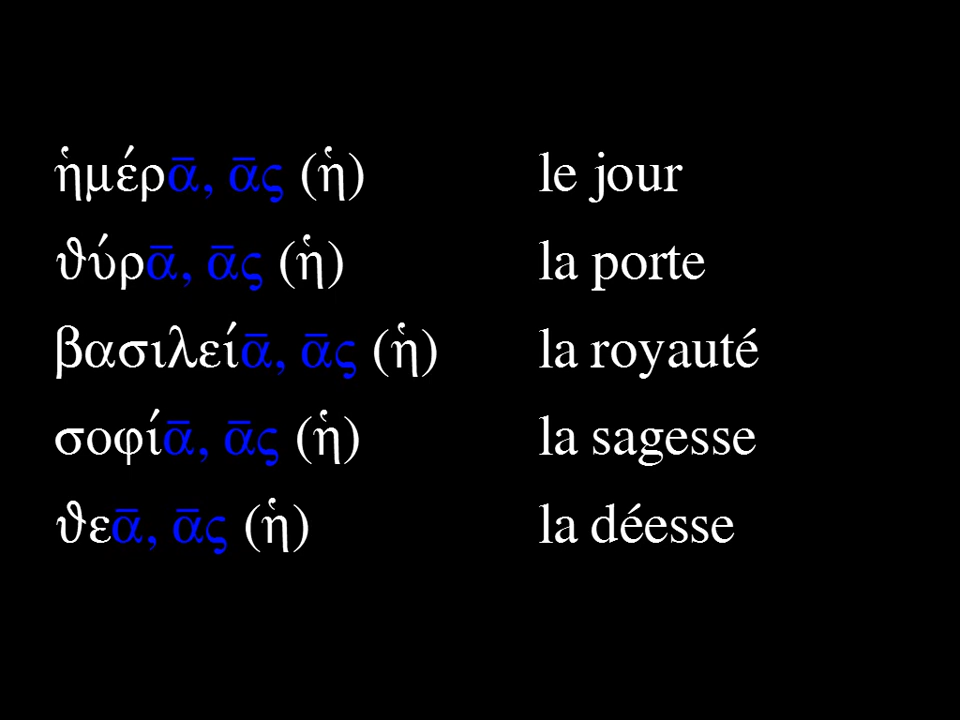 ἡμέρᾱ, ᾱς (ἡ) le jour
ϑύρᾱ, ᾱς (ἡ) la porte
βασιλείᾱ, ᾱς (ἡ) la royauté
σοφίᾱ, ᾱς (ἡ) la sagesse
ϑεᾱ, ᾱς (ἡ) la déesse